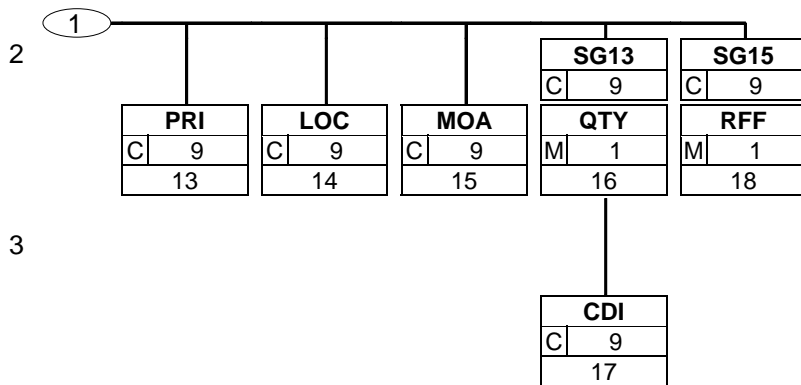 1
2
SG13 SG15
C 9 C 9
PRI LOC MOA QTY RFF
C 9 C 9 C 9 M 1 M 1
13 14 15 16 18
3
CDI
C 9
17